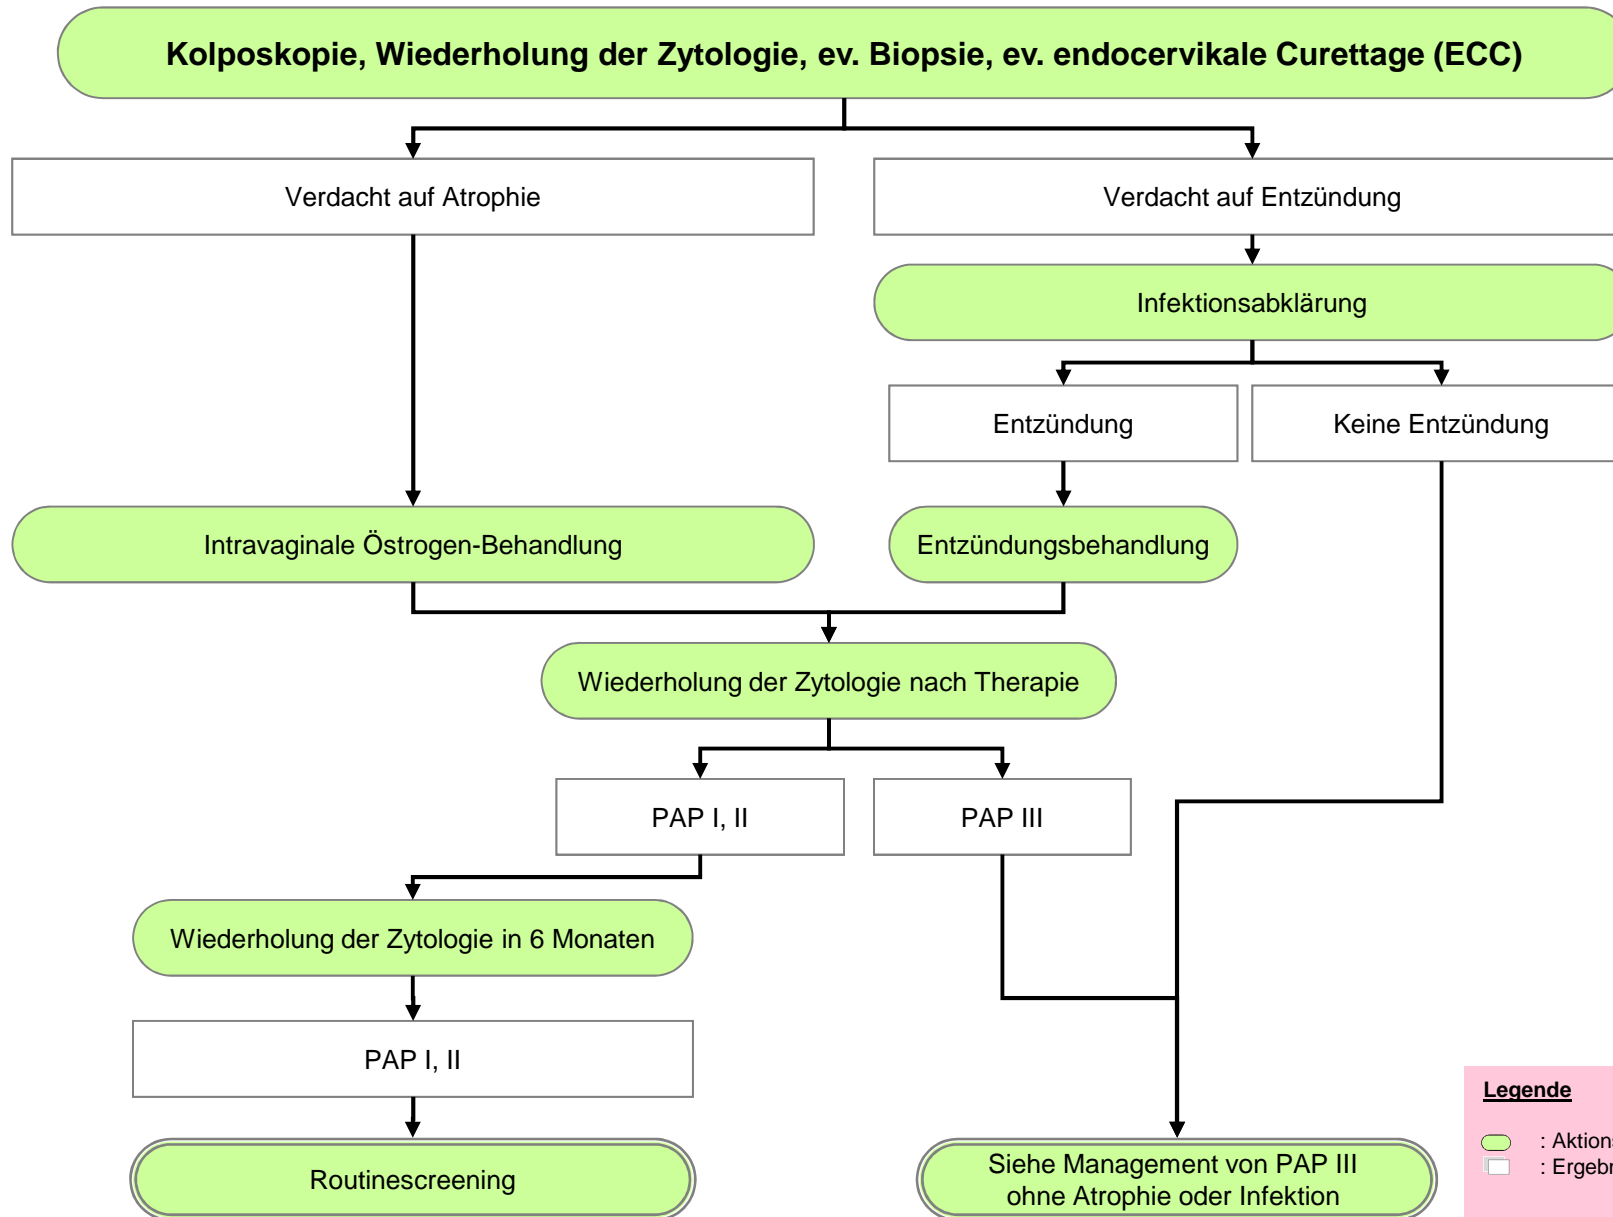 Kolposkopie, Wiederholung der Zytologie, ev. Biopsie, ev. endocervikale Curettage (ECC)
Verdacht auf Atrophie
Verdacht auf Entzündung
Infektionsabklärung
Entzündung
Keine Entzündung
Intravaginale Östrogen-Behandlung
Entzündungsbehandlung
Wiederholung der Zytologie nach Therapie
PAP I, II
PAP III
Wiederholung der Zytologie in 6 Monaten
PAP I, II
Legende
: Aktions
: Ergebn
Routinescreening
Siehe Management von PAP III
ohne Atrophie oder Infektion